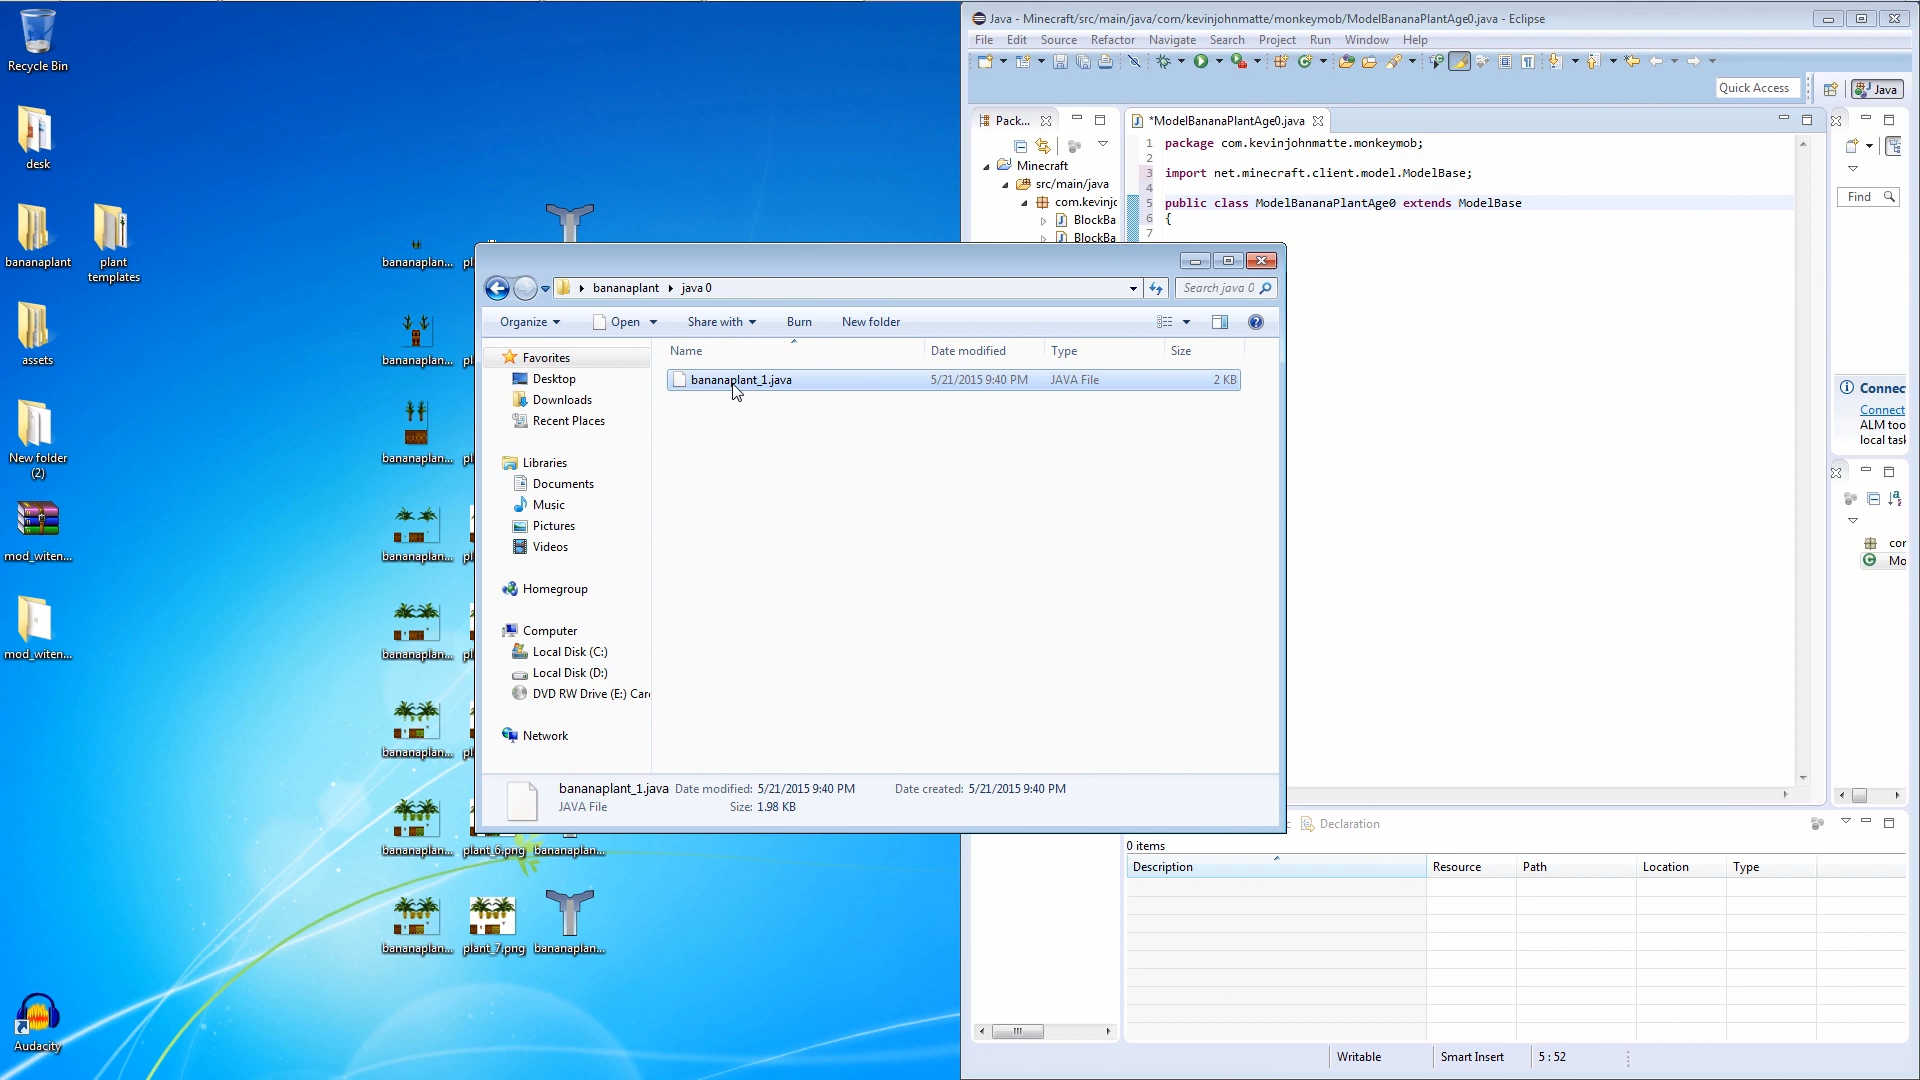 Recycle Bin
desk
bananaplant
plant
templates
assets
New folder
(2)
mod_witen...
mod_witen...
Audacity
bananaplan...
bananaplan...
bananaplan...
bananaplan...
bananaplan...
bananaplan...
bananaplan...
plant_6.png
bananaplan...
bananaplan...
plant_7.png
bananaplan...
Java - Minecraft/src/main/java/com/kevinjohnmatte/monkeymob/ModelBananaPlantAge0.java - Eclipse
File Edit Source Refactor Navigate Search Project Run Window Help
Quick Access
Java
Pack...
*ModelBananaPlantAge0.java
Minecraft
src/main/java
com.kevinjo
BlockBa
BlockBa
1 package com.kevinjohnmatte.monkeymob;
2
3 import net.minecraft.client.model.ModelBase;
4
5 public class ModelBananaPlantAge0 extends ModelBase
6 {
7
Find
Connec
Connect
ALM too
local task
cor
Mo
bananaplant java 0
Search java 0
Organize Open Share with Burn New folder
Name Date modified Type Size
bananaplant_1.java 5/21/2015 9:40 PM JAVA File 2 KB
Favorites
Desktop
Downloads
Recent Places
Libraries
Documents
Music
Pictures
Videos
Homegroup
Computer
Local Disk (C:)
Local Disk (D:)
DVD RW Drive (E:) Care
Network
bananaplant_1.java Date modified: 5/21/2015 9:40 PM Date created: 5/21/2015 9:40 PM
JAVA File Size: 1.98 KB
Declaration
0 items
Description Resource Path Location Type
Writable Smart Insert 5 : 52